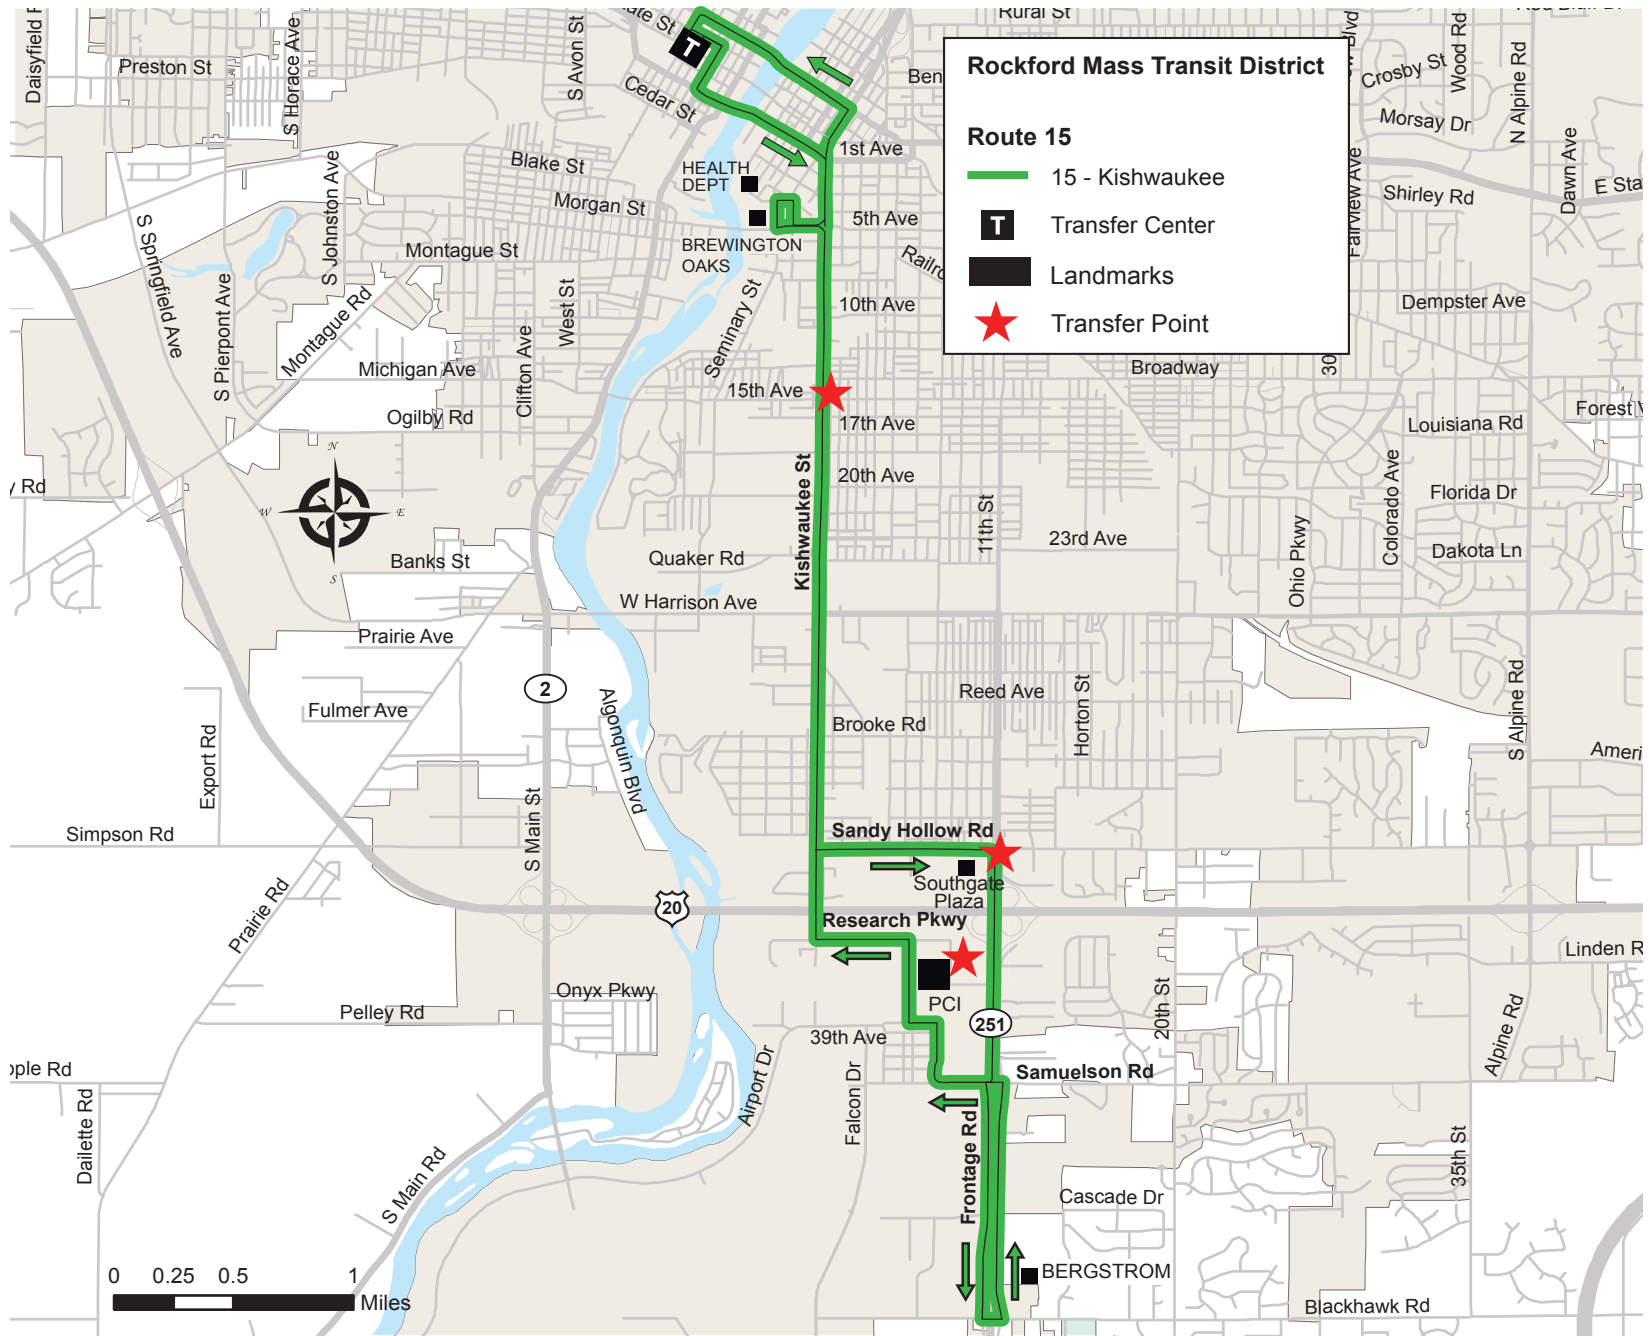 Rockford Mass Transit District
Route 15
15 - Kishwaukee
T
Transfer Center
Landmarks
Transfer Point
Rural St
Preston St
S Horace Ave
S Avon St
T
Cedar St
Crosby St
Wood Rd
N Alpine Rd
Morsay Dr
1st Ave
Blake St
HEALTH
DEPT
Morgan St
Shirley Rd
Dawn Ave
Fairview Ave
5th Ave
BREWINGTON
OAKS
S Springfield Ave
S Johnston Ave
Montague St
S Pierpont Ave
Montague Rd
West St
Seminary St
10th Ave
Dempster Ave
Michigan Ave
Clifton Ave
Broadway
15th Ave
Ogilby Rd
17th Ave
Louisiana Rd
N
W
E
S
Kishwaukee St
20th Ave
11th St
23rd Ave
Colorado Ave
Florida Dr
Ohio Pkwy
Dakota Ln
Banks St
Quaker Rd
W Harrison Ave
Prairie Ave
2
Fulmer Ave
Export Rd
Algonquin Blvd
Reed Ave
Brooke Rd
Horton St
S Alpine Rd
S Main St
Simpson Rd
Sandy Hollow Rd
Southgate
Plaza
Prairie Rd
20
Research Pkwy
Linden R
PCI
Onyx Pkwy
Pelley Rd
20th St
251
39th Ave
Alpine Rd
Airport Dr
Falcon Dr
Samuelson Rd
Dailette Rd
Frontage Rd
35th St
S Main Rd
Cascade Dr
BERGSTROM
Blackhawk Rd
0 0.25 0.5 1
Miles